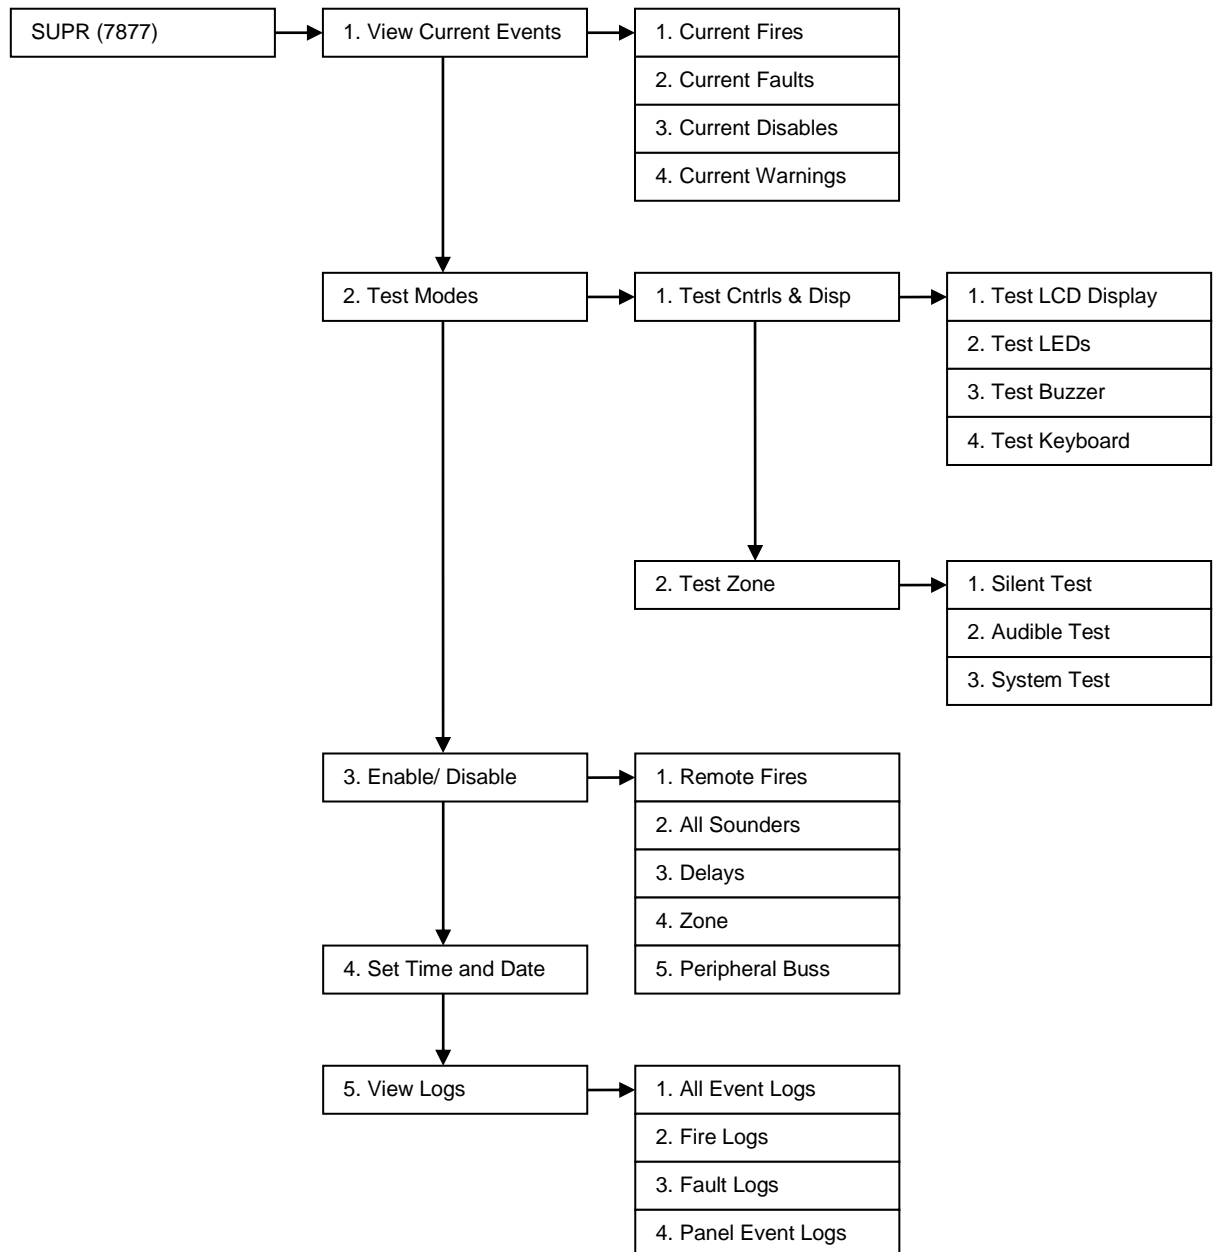 SUPR (7877)
1. View Current Events
1. Current Fires
2. Current Faults
3. Current Disables
4. Current Warnings
2. Test Modes
1. Test Cntrls & Disp
1. Test LCD Display
2. Test LEDs
3. Test Buzzer
4. Test Keyboard
2. Test Zone
1. Silent Test
2. Audible Test
3. System Test
3. Enable/ Disable
1. Remote Fires
2. All Sounders
3. Delays
4. Zone
5. Peripheral Buss
4. Set Time and Date
5. View Logs
1. All Event Logs
2. Fire Logs
3. Fault Logs
4. Panel Event Logs